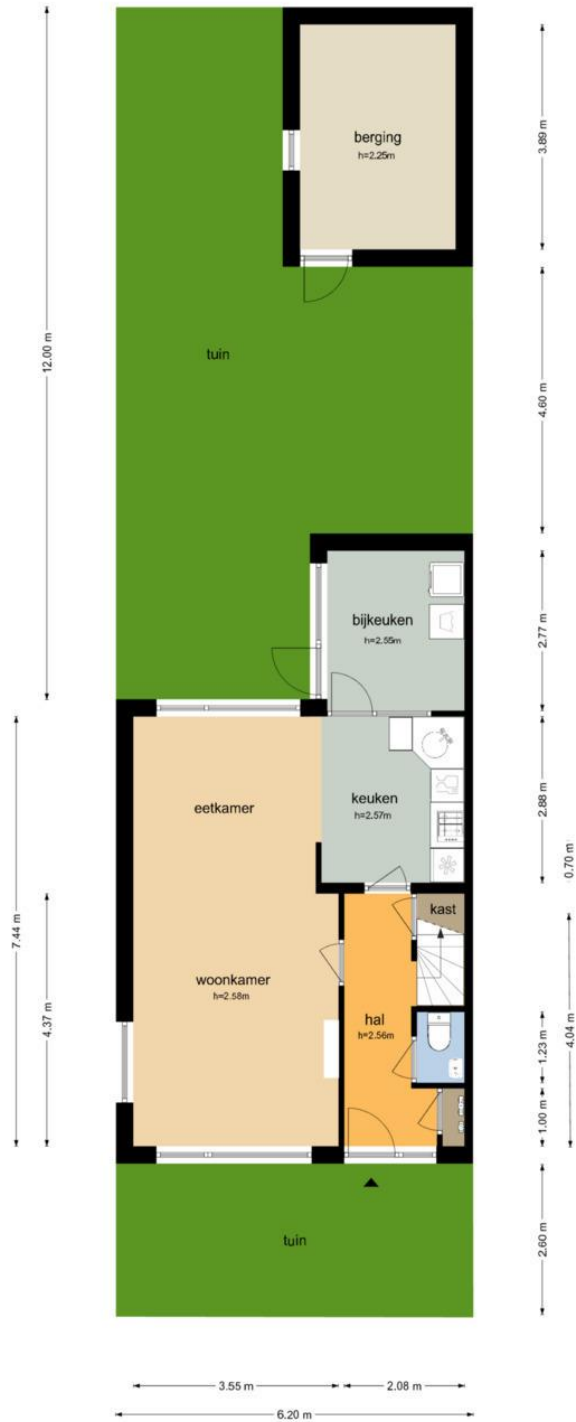 berging
h=2.25m
3.89 m
12.00 m
tuin
4.60 m
bijkeuken
h=2.55m
2.77 m
eetkamer
keuken
h=2.57m
2.88 m
0.70 m
7.44 m
4.37 m
kast
woonkamer
h=2.58m
hal
h=2.56m
1.23 m
4.04 m
1.00 m
tuin
2.60 m
3.55 m
2.08 m
6.20 m